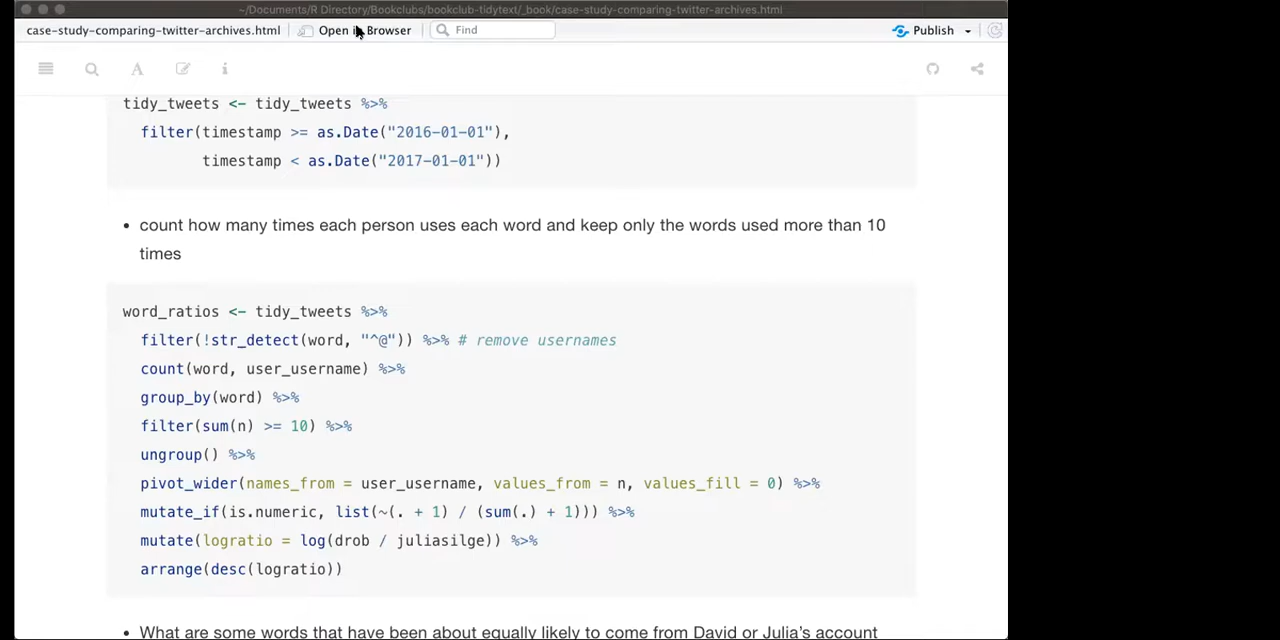 ~/Documents/R Directory/Bookclubs/bookclub-tidytext/_book/case-study-comparing-twitter-archives.html
case-study-comparing-twitter-archives.html Open in Browser Find Publish
tidy_tweets <- tidy_tweets %>%
  filter(timestamp >= as.Date("2016-01-01"),
         timestamp < as.Date("2017-01-01"))
• count how many times each person uses each word and keep only the words used more than 10
times
word_ratios <- tidy_tweets %>%
  filter(!str_detect(word, "^@")) %>% # remove usernames
  count(word, user_username) %>%
  group_by(word) %>%
  filter(sum(n) >= 10) %>%
  ungroup() %>%
  pivot_wider(names_from = user_username, values_from = n, values_fill = 0) %>%
  mutate_if(is.numeric, list(~(. + 1) / (sum(.) + 1))) %>%
  mutate(logratio = log(drob / juliasilge)) %>%
  arrange(desc(logratio))
• What are some words that have been about equally likely to come from David or Julia's account